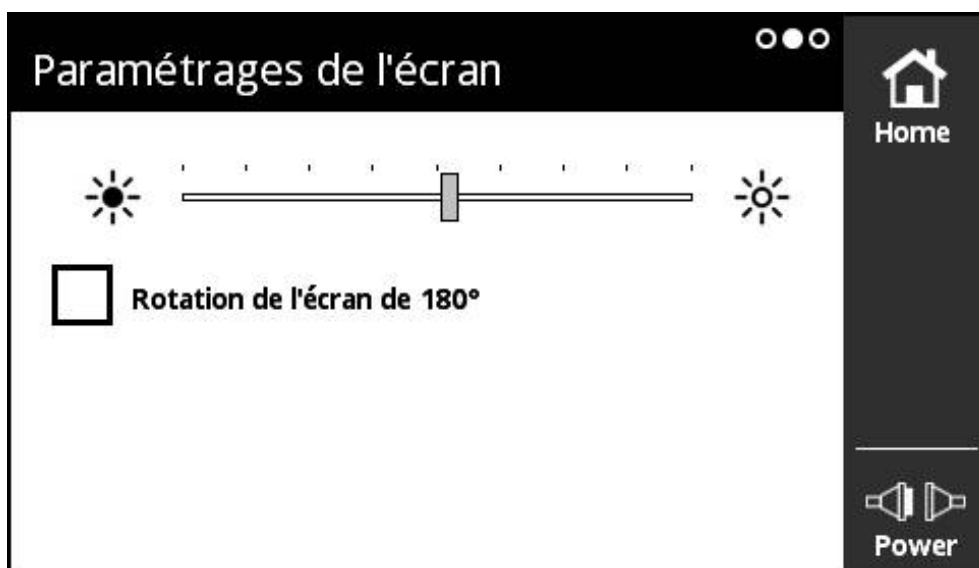 Paramétrages de l'écran
Home
Rotation de l'écran de 180°
Power